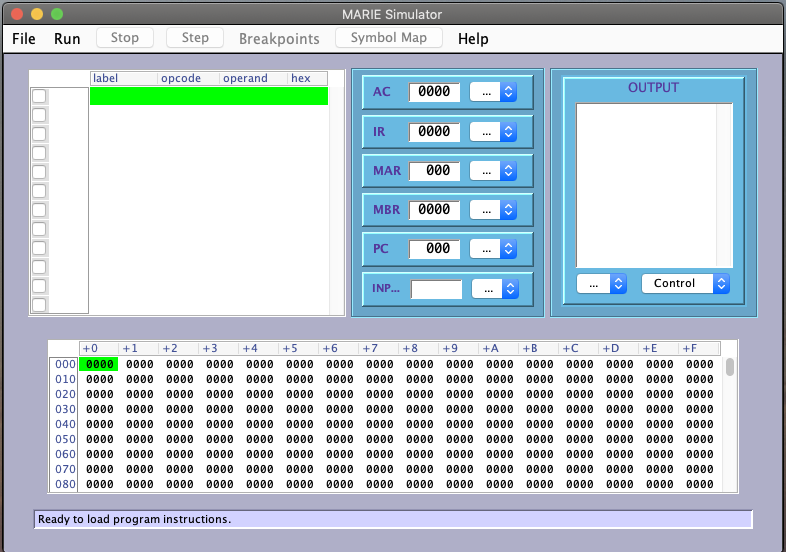 MARIE Simulator
File Run Stop Step Breakpoints Symbol Map Help
label opcode operand hex
AC 0000 ...
IR 0000 ...
MAR 000 ...
MBR 0000 ...
PC 000 ...
INP... ...
OUTPUT
... Control
+0 +1 +2 +3 +4 +5 +6 +7 +8 +9 +A +B +C +D +E +F
000 0000 0000 0000 0000 0000 0000 0000 0000 0000 0000 0000 0000 0000 0000 0000 0000
010 0000 0000 0000 0000 0000 0000 0000 0000 0000 0000 0000 0000 0000 0000 0000 0000
020 0000 0000 0000 0000 0000 0000 0000 0000 0000 0000 0000 0000 0000 0000 0000 0000
030 0000 0000 0000 0000 0000 0000 0000 0000 0000 0000 0000 0000 0000 0000 0000 0000
040 0000 0000 0000 0000 0000 0000 0000 0000 0000 0000 0000 0000 0000 0000 0000 0000
050 0000 0000 0000 0000 0000 0000 0000 0000 0000 0000 0000 0000 0000 0000 0000 0000
060 0000 0000 0000 0000 0000 0000 0000 0000 0000 0000 0000 0000 0000 0000 0000 0000
070 0000 0000 0000 0000 0000 0000 0000 0000 0000 0000 0000 0000 0000 0000 0000 0000
080 0000 0000 0000 0000 0000 0000 0000 0000 0000 0000 0000 0000 0000 0000 0000 0000
Ready to load program instructions.